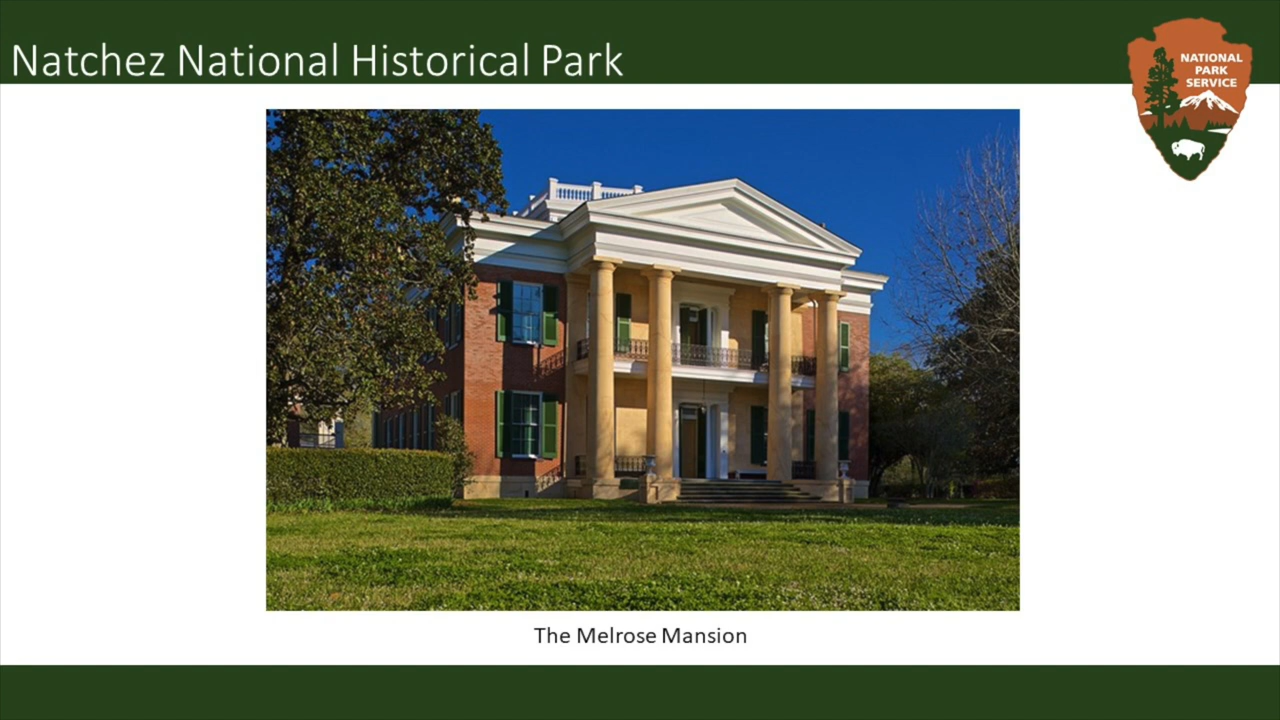 Natchez National Historical Park
NATIONAL
PARK
SERVICE
The Melrose Mansion